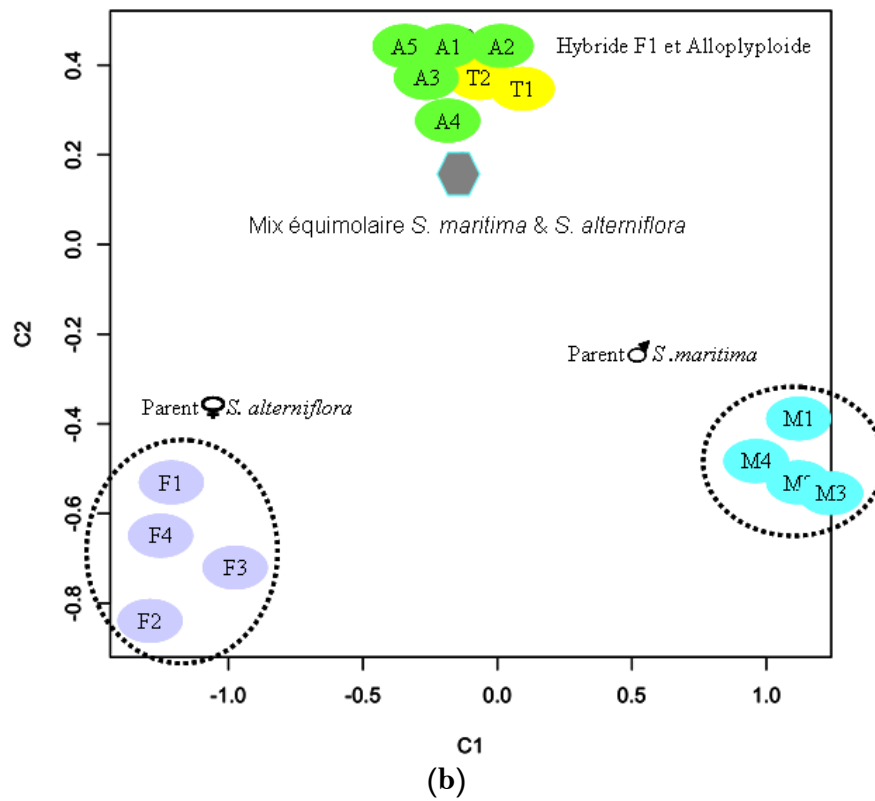 0.4
0.2
0.0
-0.2
-0.4
-0.6
-0.8
C2
A5 A1 A2
A3 T2 T1
A4
Hybride F1 et Alloplyploide
Mix équimolaire S. maritima & S. alterniflora
Parent ♂ S .maritima
Parent ♀ S. alterniflora
M1
M4
M3
F1
F4
F3
F2
-1.0 -0.5 0.0 0.5 1.0
C1
(b)